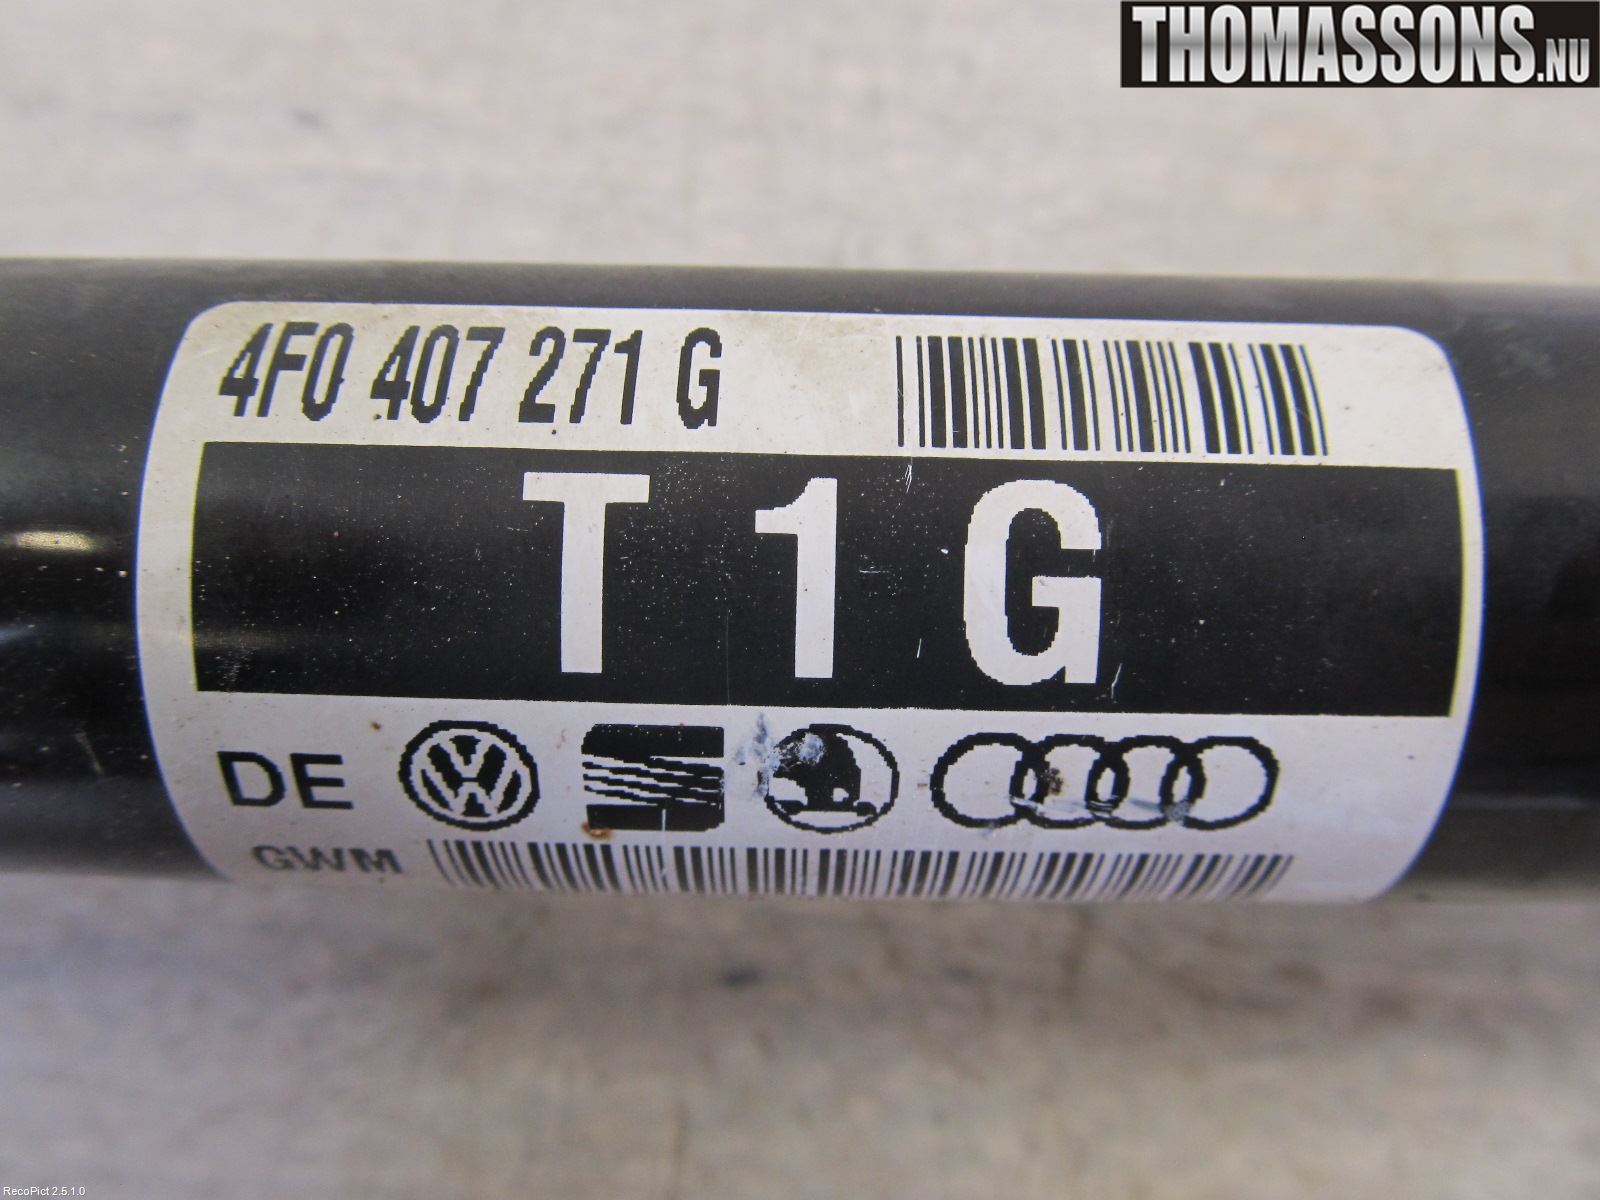 THOMASSONS.NU
4F0 407 271 G
T 1 G
DE
GWM
RecoPict 2.5.1.0